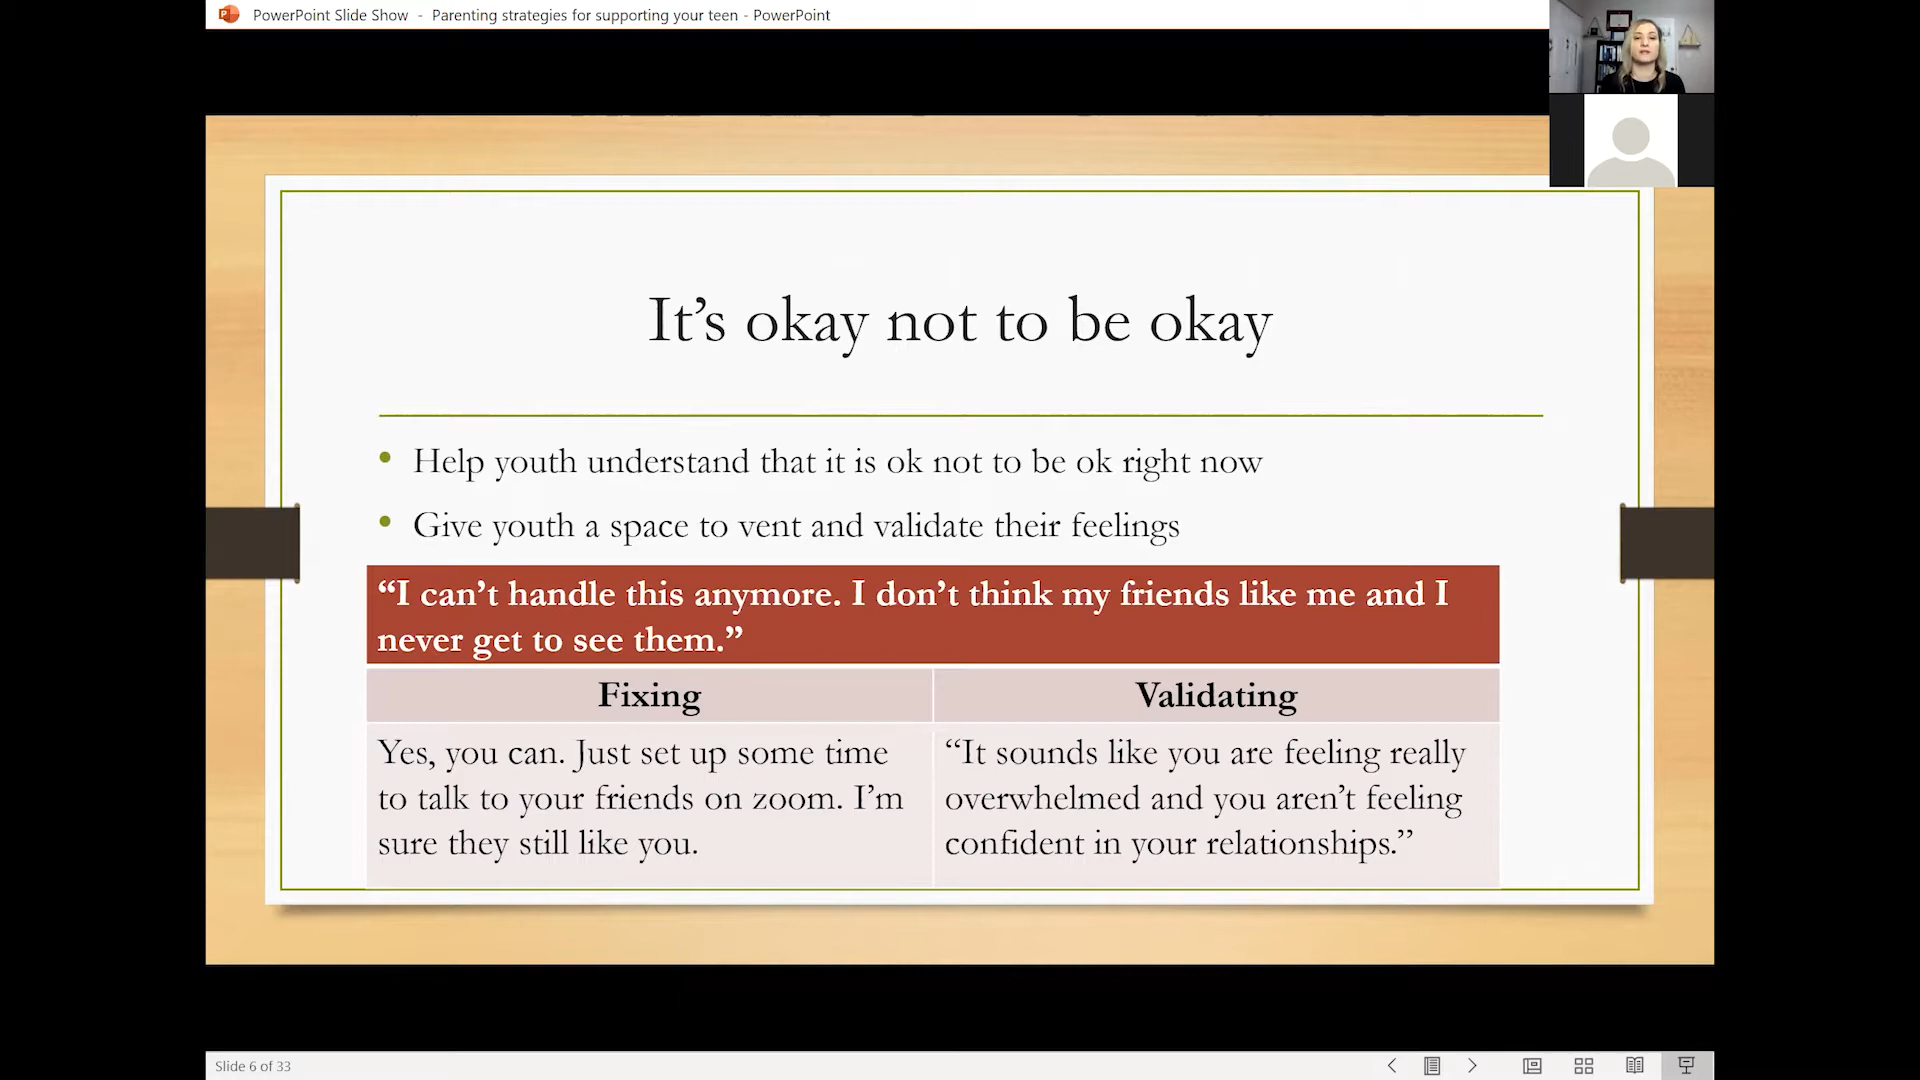 PowerPoint Slide Show - Parenting strategies for supporting your teen - PowerPoint
It’s okay not to be okay
• Help youth understand that it is ok not to be ok right now
• Give youth a space to vent and validate their feelings
“I can’t handle this anymore. I don’t think my friends like me and I
never get to see them.”
Fixing
Validating
Yes, you can. Just set up some time
to talk to your friends on zoom. I’m
sure they still like you.
“It sounds like you are feeling really
overwhelmed and you aren’t feeling
confident in your relationships.”
Slide 6 of 33